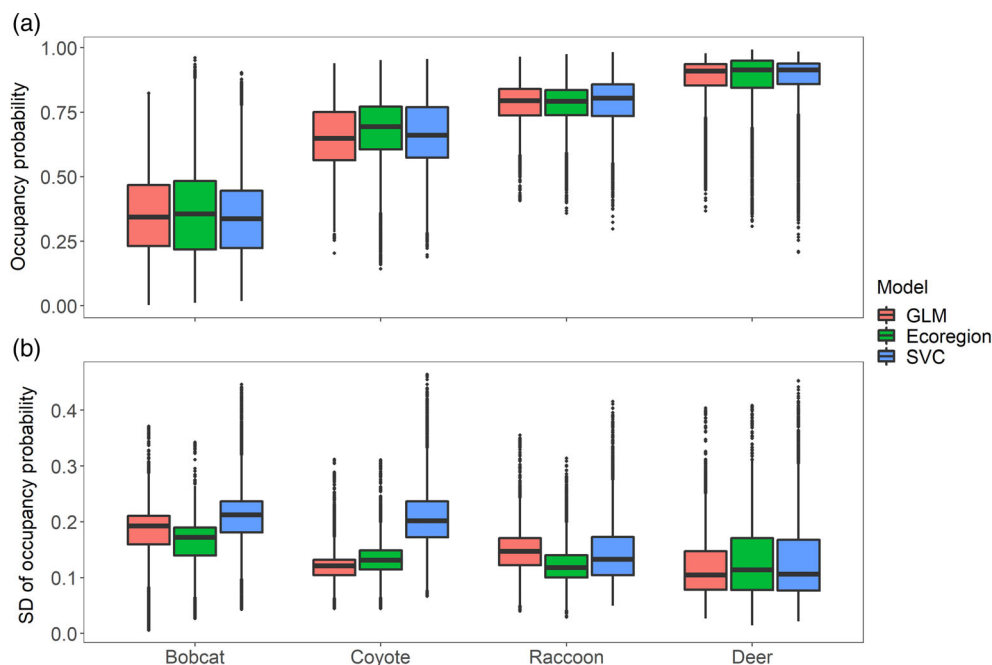 (a)
1.00
0.75
0.50
0.25
0.00
Occupancy probability
(b)
0.4
0.3
0.2
0.1
0.0
SD of occupancy probability
Bobcat
Coyote
Raccoon
Deer
Model
GLM
Ecoregion
SVC